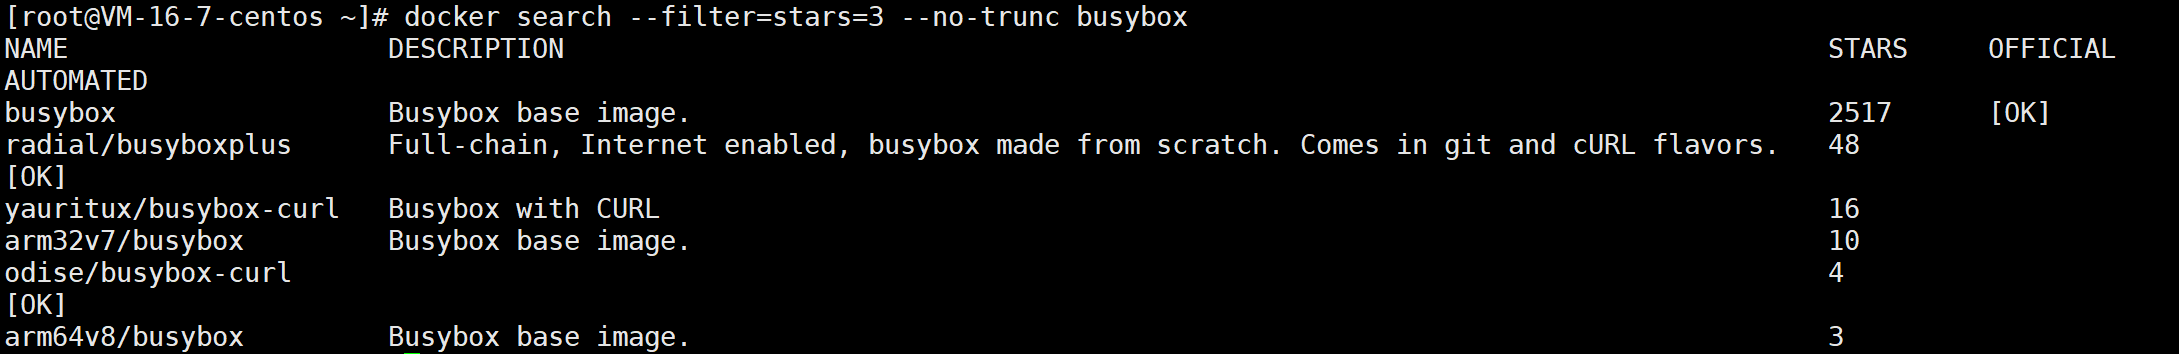 [root@VM-16-7-centos ~]# docker search --filter=stars=3 --no-trunc busybox
NAME                    DESCRIPTION                                                                               STARS     OFFICIAL
AUTOMATED
busybox                 Busybox base image.                                                                       2517      [OK]
radial/busyboxplus      Full-chain, Internet enabled, busybox made from scratch. Comes in git and cURL flavors.   48
[OK]
yauritux/busybox-curl   Busybox with CURL                                                                         16
arm32v7/busybox         Busybox base image.                                                                       10
odise/busybox-curl                                                                                                4
[OK]
arm64v8/busybox         Busybox base image.                                                                       3